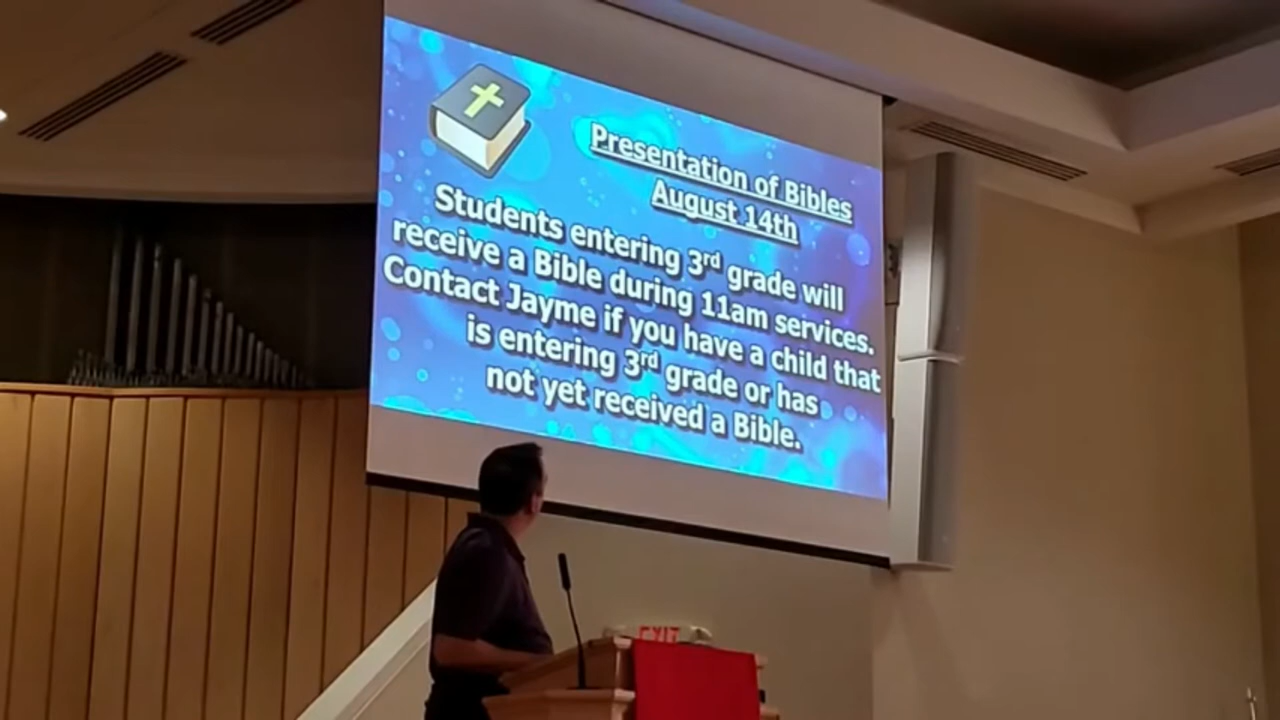 Presentation of Bibles
August 14th
Students entering 3rd grade will
receive a Bible during 11am services.
Contact Jayme if you have a child that
is entering 3rd grade or has
not yet received a Bible.
EXIT